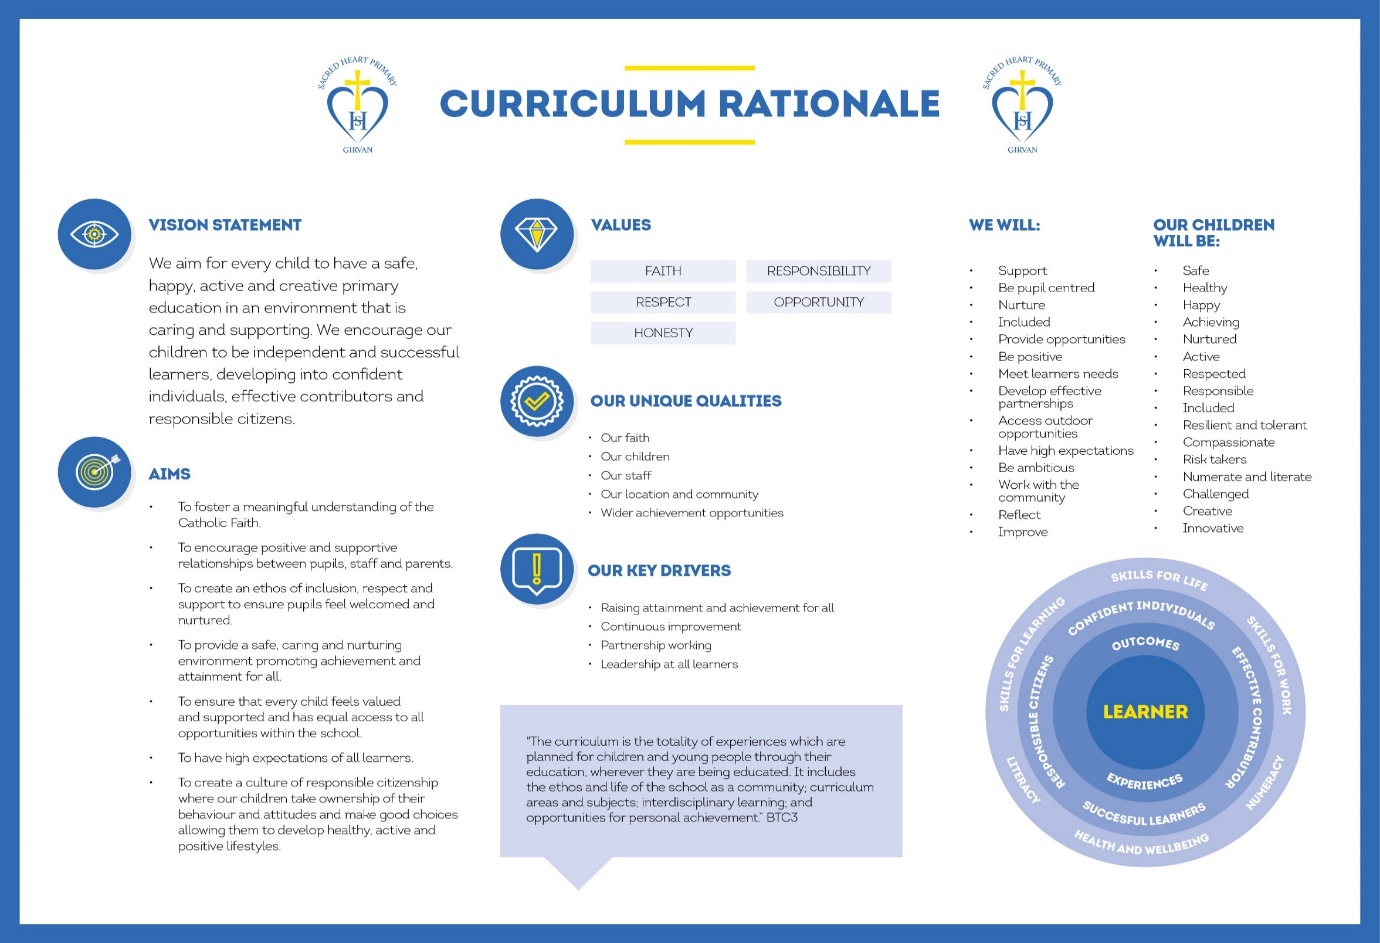 SACRED HEART PRIMARY
SH
GIRVAN
CURRICULUM RATIONALE
SACRED HEART PRIMARY
SH
GIRVAN
VISION STATEMENT
We aim for every child to have a safe,
happy, active and creative primary
education in an environment that is
caring and supporting. We encourage our
children to be independent and successful
learners, developing into confident
individuals, effective contributors and
responsible citizens.
AIMS
• To foster a meaningful understanding of the
Catholic Faith.
• To encourage positive and supportive
relationships between pupils, staff and parents.
• To create an ethos of inclusion, respect and
support to ensure pupils feel welcomed and
nurtured.
• To provide a safe, caring and nurturing
environment promoting achievement and
attainment for all.
• To ensure that every child feels valued
and supported and has equal access to all
opportunities within the school.
• To have high expectations of all learners.
• To create a culture of responsible citizenship
where our children take ownership of their
behaviour and attitudes and make good choices
allowing them to develop healthy, active and
positive lifestyles.
VALUES
FAITH
RESPONSIBILITY
RESPECT
OPPORTUNITY
HONESTY
OUR UNIQUE QUALITIES
• Our faith
• Our children
• Our staff
• Our location and community
• Wider achievement opportunities
OUR KEY DRIVERS
• Raising attainment and achievement for all
• Continuous improvement
• Partnership working
• Leadership at all learners
"The curriculum is the totality of experiences which are
planned for children and young people through their
education, wherever they are being educated. It includes
the ethos and life of the school as a community; curriculum
areas and subjects; interdisciplinary learning; and
opportunities for personal achievement." BTC3
WE WILL:
• Support
• Be pupil centred
• Nurture
• Included
• Provide opportunities
• Be positive
• Meet learners needs
• Develop effective
partnerships
• Access outdoor
opportunities
• Have high expectations
• Be ambitious
• Work with the
community
• Reflect
• Improve
OUR CHILDREN
WILL BE:
• Safe
• Healthy
• Happy
• Achieving
• Nurtured
• Active
• Respected
• Responsible
• Included
• Resilient and tolerant
• Compassionate
• Risk takers
• Numerate and literate
• Challenged
• Creative
• Innovative
SKILLS FOR LIFE
SKILLS FOR LEARNING
SKILLS FOR WORK
CONFIDENT INDIVIDUALS
OUTCOMES
RESPONSIBLE CITIZENS
EFFECTIVE CONTRIBUTOR
LEARNER
EXPERIENCES
SUCCESFUL LEARNERS
LITERACY
NUMERACY
HEALTH AND WELLBEING